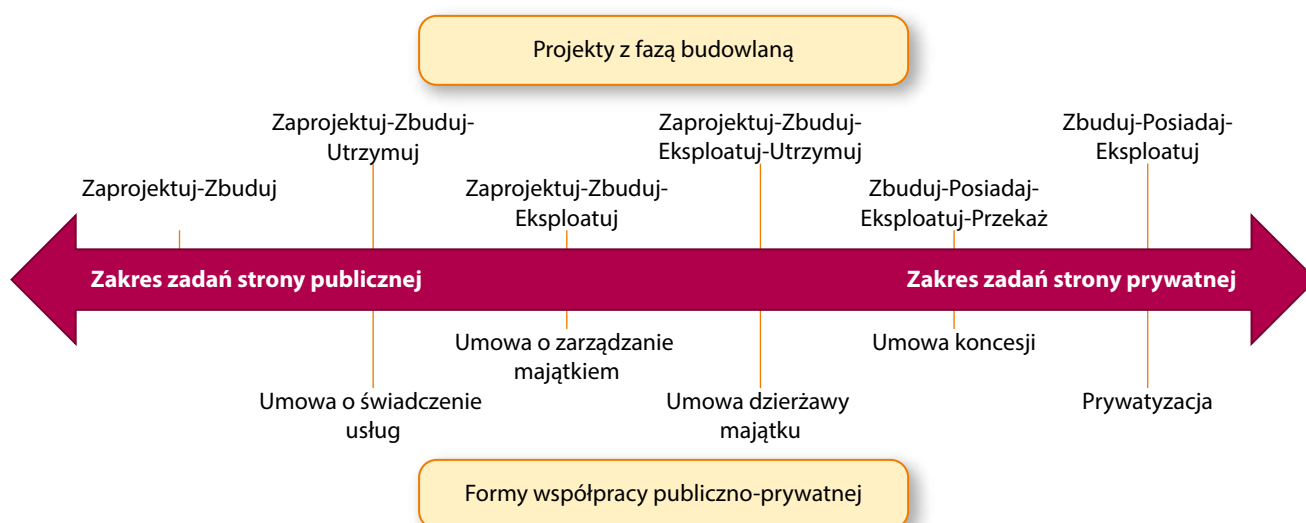 Projekty z fazą budowlaną
Zaprojektuj-Zbuduj-
Utrzymuj
Zaprojektuj-Zbuduj-
Eksploatuj-Utrzymuj
Zbuduj-Posiadaj-
Eksploatuj
Zaprojektuj-Zbuduj
Zaprojektuj-Zbuduj-
Eksploatuj
Zbuduj-Posiadaj-
Eksploatuj-Przekaż
Zakres zadań strony publicznej
Zakres zadań strony prywatnej
Umowa o zarządzanie
majątkiem
Umowa koncesji
Umowa o świadczenie
usług
Umowa dzierżawy
majątku
Prywatyzacja
Formy współpracy publiczno-prywatnej